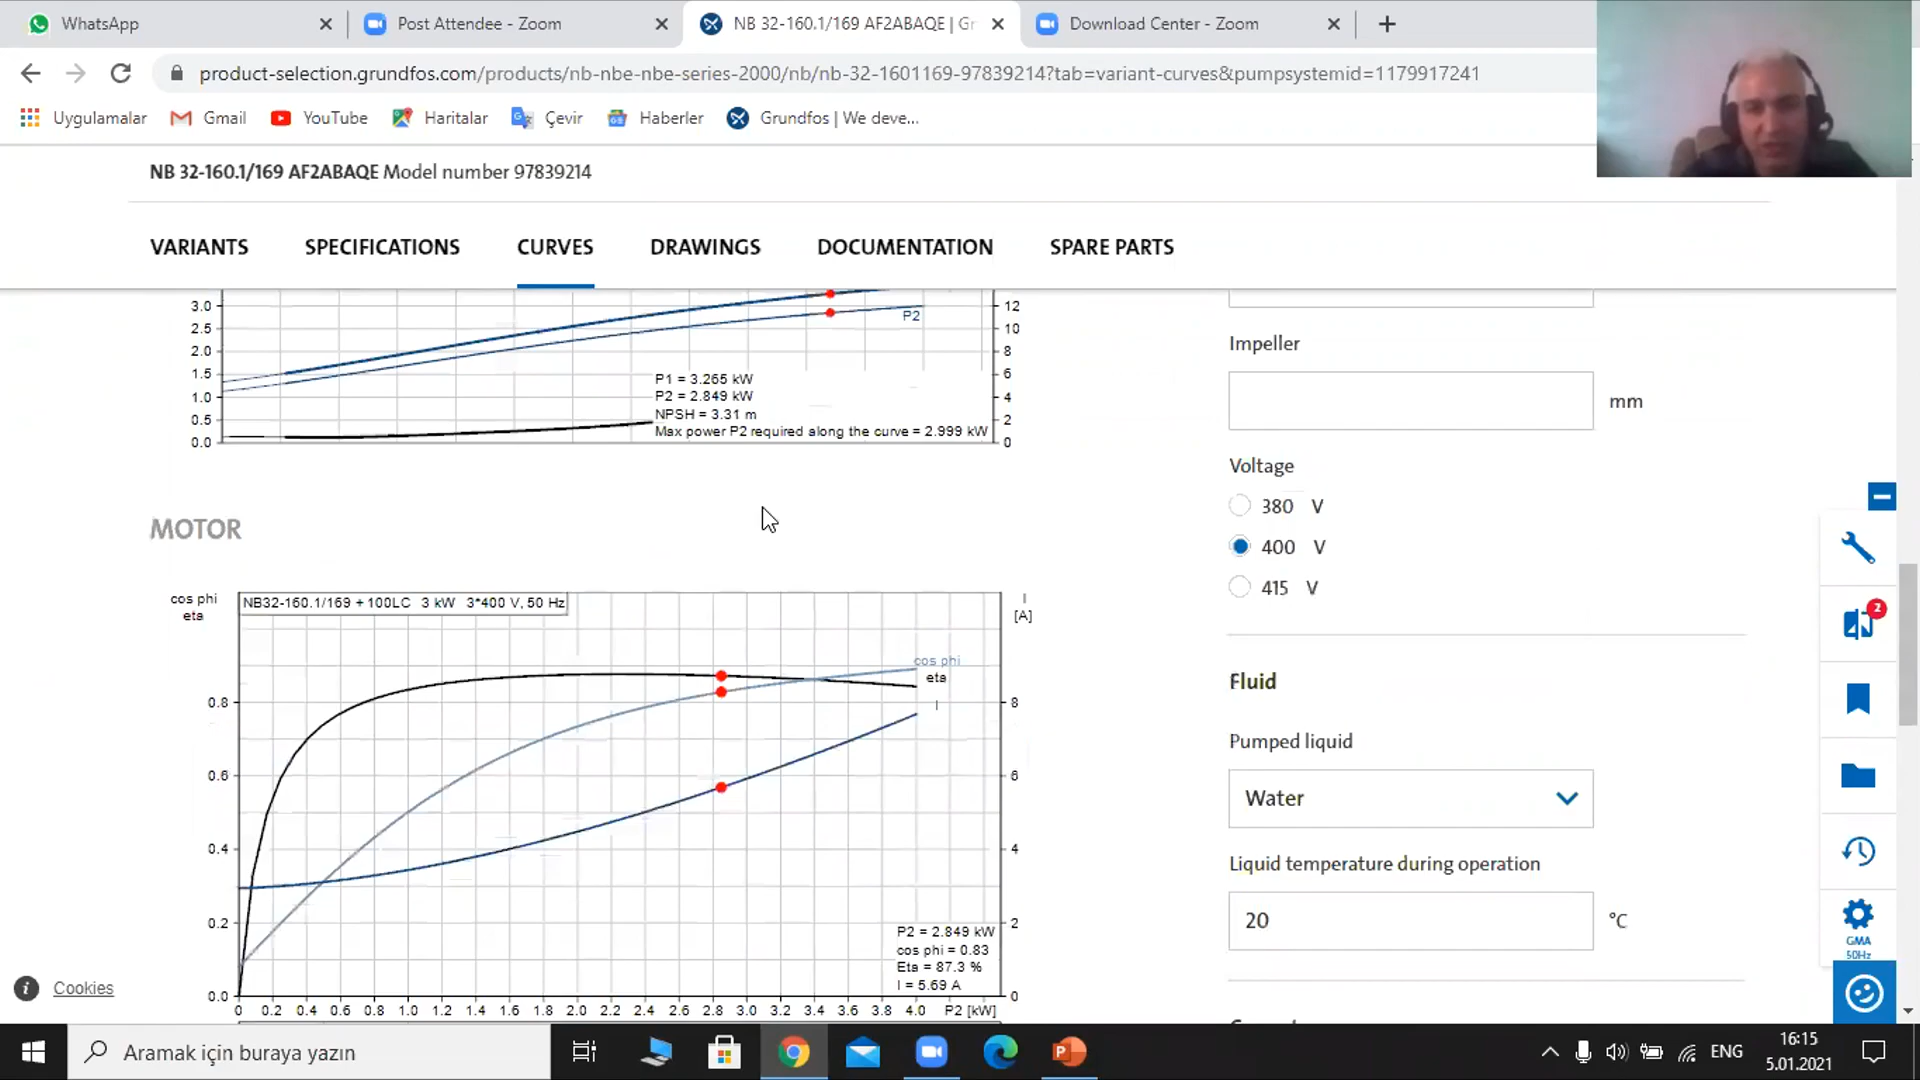 WhatsApp
Post Attendee - Zoom
NB 32-160.1/169 AF2ABAQE | Gr
Download Center - Zoom
product-selection.grundfos.com/products/nb-nbe-nbe-series-2000/nb/nb-32-1601169-97839214?tab=variant-curves&pumpsystemid=1179917241
Uygulamalar
Gmail
YouTube
Haritalar
Çevir
Haberler
Grundfos | We deve...
NB 32-160.1/169 AF2ABAQE Model number 97839214
VARIANTS
SPECIFICATIONS
CURVES
DRAWINGS
DOCUMENTATION
SPARE PARTS
3.0
2.5
2.0
1.5
1.0
0.5
0.0
12
10
8
6
4
2
0
P2
P1 = 3.265 kW
P2 = 2.849 kW
NPSH = 3.31 m
Max power P2 required along the curve = 2.999 kW
MOTOR
cos phi
eta
NB32-160.1/169 + 100LC 3 kW 3*400 V, 50 Hz
I
[A]
cos phi
eta
I
0.8
0.6
0.4
0.2
0.0
8
6
4
2
0
P2 = 2.849 kW
cos phi = 0.83
Eta = 87.3 %
I = 5.69 A
0 0.2 0.4 0.6 0.8 1.0 1.2 1.4 1.6 1.8 2.0 2.2 2.4 2.6 2.8 3.0 3.2 3.4 3.6 3.8 4.0 P2 [kW]
Impeller
mm
Voltage
380 V
400 V
415 V
Fluid
Pumped liquid
Water
Liquid temperature during operation
20
°C
2
GMA
50Hz
i
Cookies
Aramak için buraya yazın
P
ENG
16:15
5.01.2021